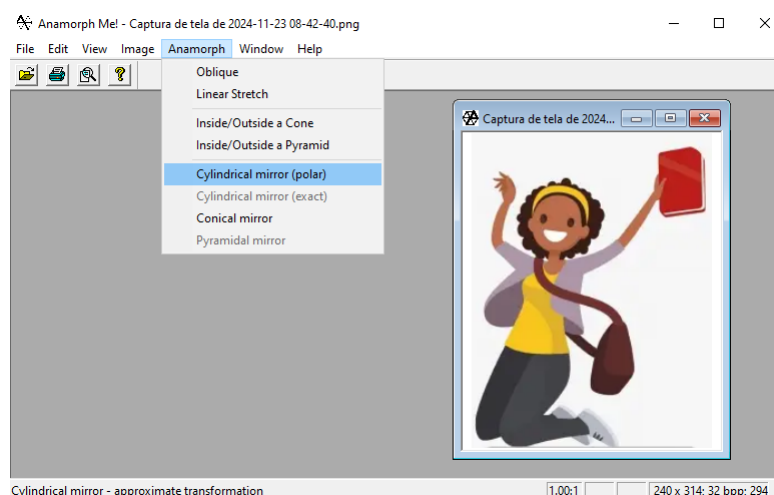 Anamorph Me! - Captura de tela de 2024-11-23 08-42-40.png
File Edit View Image Anamorph Window Help
Oblique
Linear Stretch
Inside/Outside a Cone
Inside/Outside a Pyramid
Cylindrical mirror (polar)
Cylindrical mirror (exact)
Conical mirror
Pyramidal mirror
Captura de tela de 2024...
Cylindrical mirror - approximate transformation
1.00:1
240 x 314: 32 bpp: 294